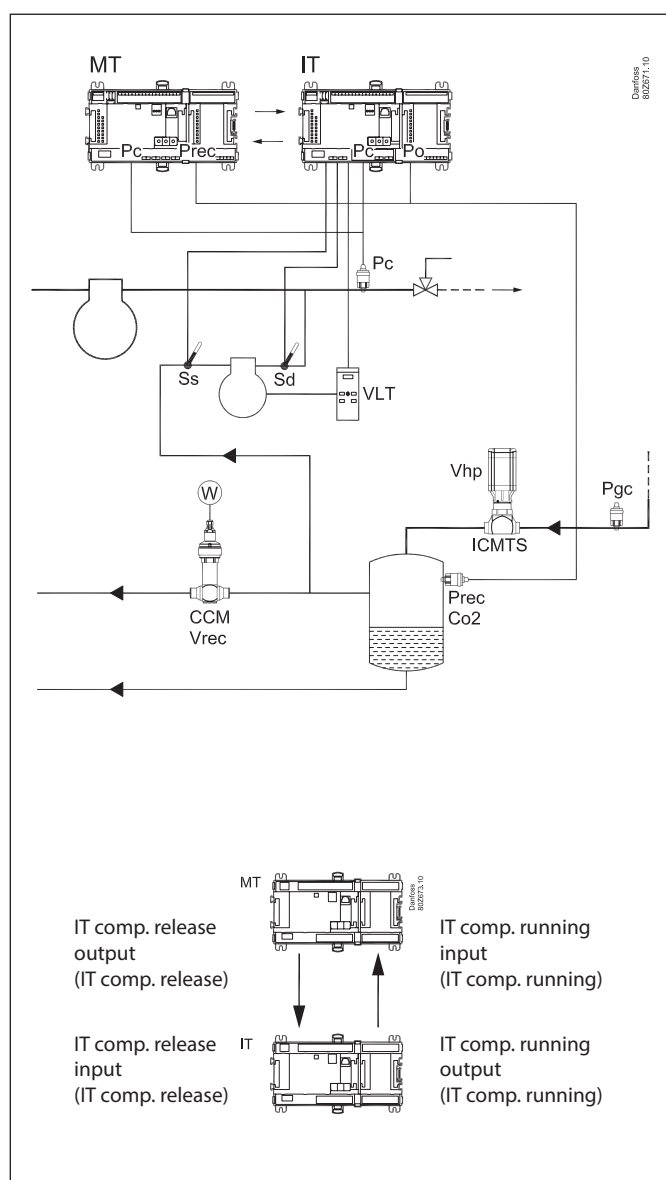 MT
IT
Danfoss
80Z671.10
Pc
Prec
Pc
Po
Pc
Ss
Sd
VLT
Vhp
Pgc
W
ICMTS
CCM
Vrec
Prec
Co2
MT
Danfoss
80Z673.10
IT comp. release
output
(IT comp. release)
IT comp. running
input
(IT comp. running)
IT comp. release
input
(IT comp. release)
IT
IT comp. running
output
(IT comp. running)